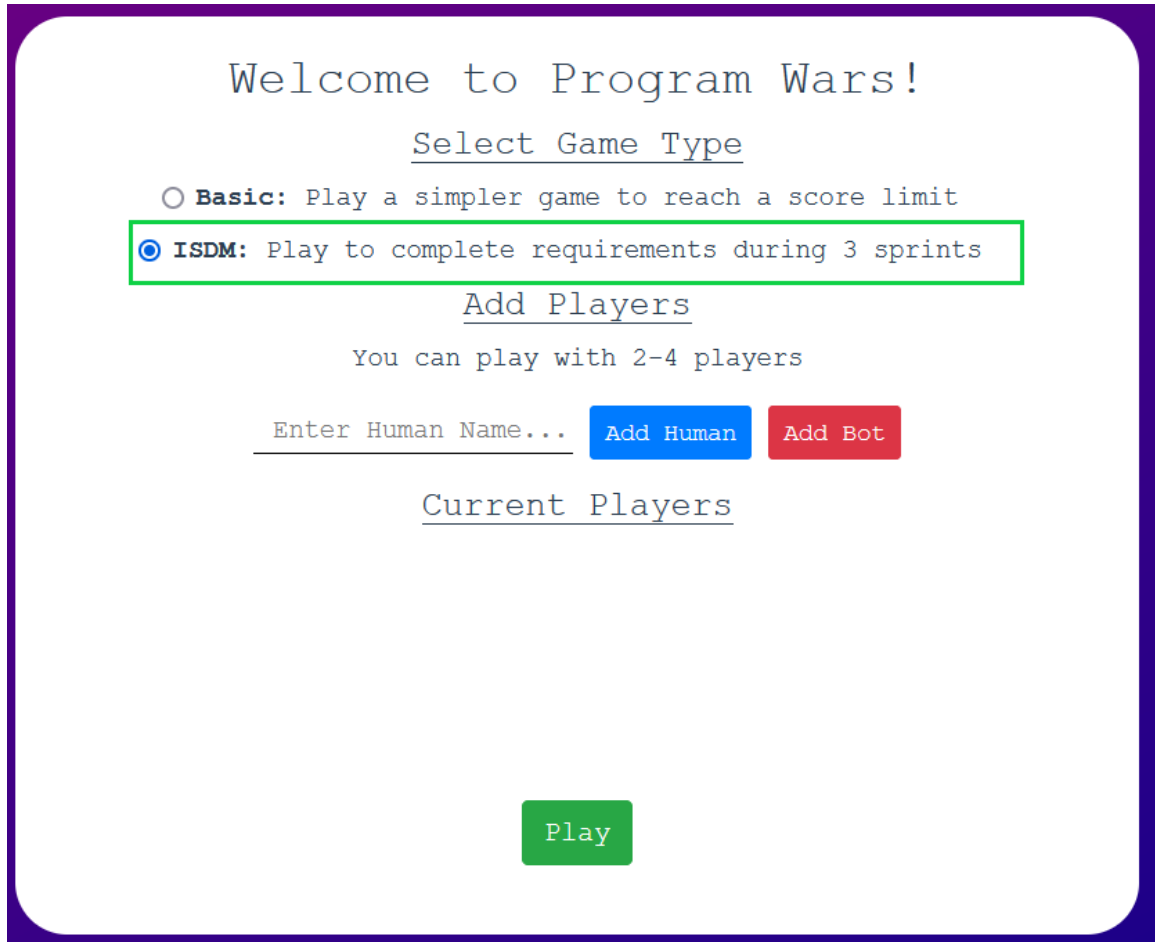 Welcome to Program Wars!
Select Game Type
Basic: Play a simpler game to reach a score limit
ISDM: Play to complete requirements during 3 sprints
Add Players
You can play with 2-4 players
Enter Human Name... Add Human Add Bot
Current Players
Play